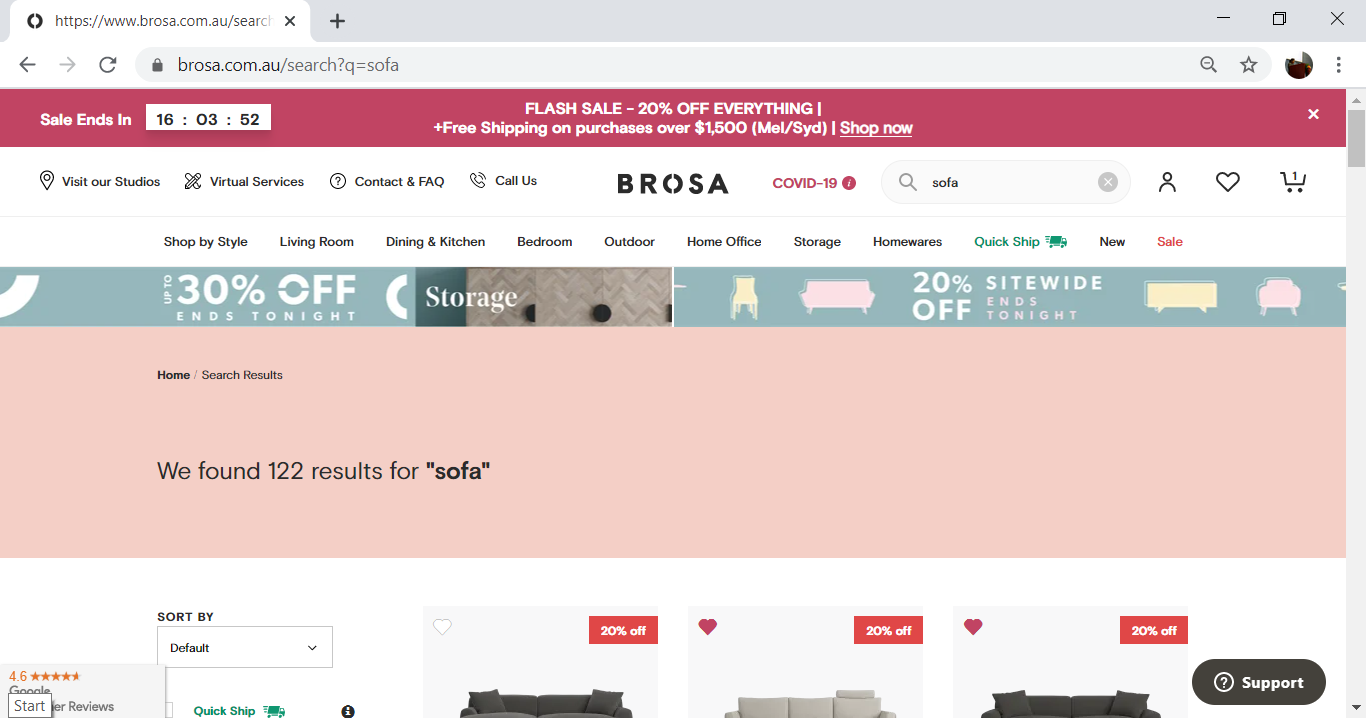 https://www.brosa.com.au/search
brosa.com.au/search?q=sofa
Sale Ends In 16 : 03 : 52
FLASH SALE - 20% OFF EVERYTHING |
+Free Shipping on purchases over $1,500 (Mel/Syd) | Shop now
Visit our Studios Virtual Services Contact & FAQ Call Us BROSA COVID-19 i sofa 1
Shop by Style Living Room Dining & Kitchen Bedroom Outdoor Home Office Storage Homewares Quick Ship New Sale
UP TO 30% OFF
ENDS TONIGHT
Storage
20% OFF
SITEWIDE
ENDS
TONIGHT
Home / Search Results
We found 122 results for "sofa"
SORT BY
Default
20% off 20% off 20% off
4.6
Google
Start er Reviews
Quick Ship
? Support